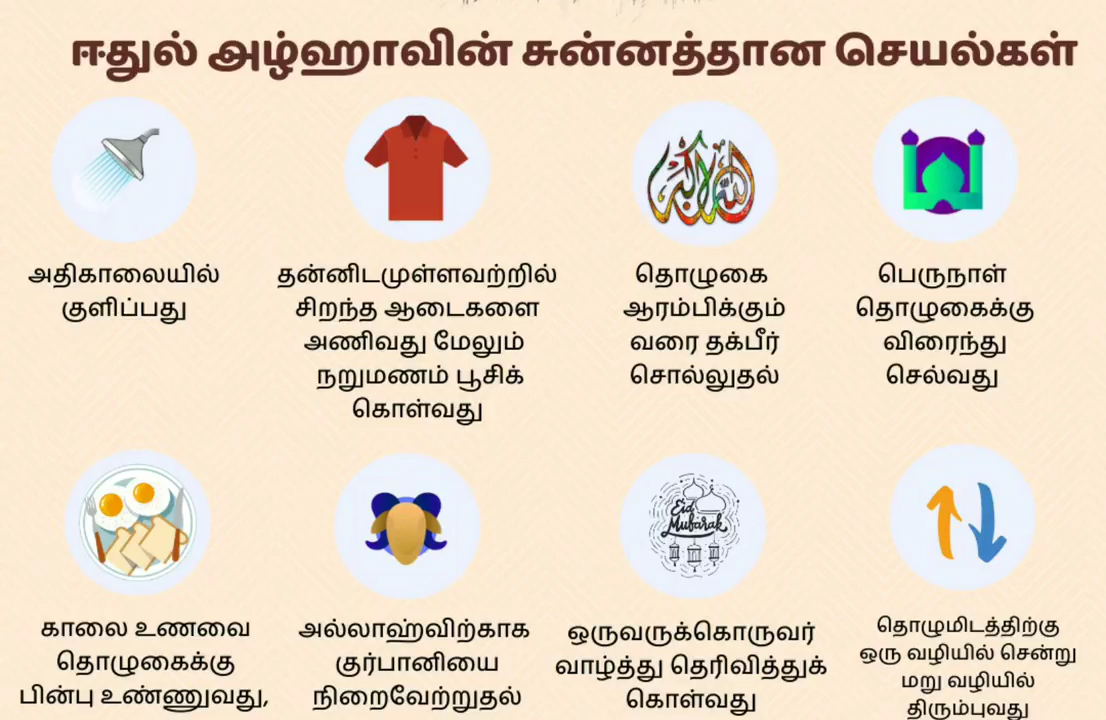 ஈதுல் அழ்ஹாவின் சுன்னத்தான செயல்கள்
அதிகாலையில்
குளிப்பது
தன்னிடமுள்ளவற்றில்
சிறந்த ஆடைகளை
அணிவது மேலும்
நறுமணம் பூசிக்
கொள்வது
الله أكبر
தொழுகை
ஆரம்பிக்கும்
வரை தக்பீர்
சொல்லுதல்
பெருநாள்
தொழுகைக்கு
விரைந்து
செல்வது
காலை உணவை
தொழுகைக்கு
பின்பு உண்ணுவது,
அல்லாஹ்விற்காக
குர்பானியை
நிறைவேற்றுதல்
Eid
Mubarak
ஒருவருக்கொருவர்
வாழ்த்து தெரிவித்துக்
கொள்வது
தொழுமிடத்திற்கு
ஒரு வழியில் சென்று
மறு வழியில்
திரும்புவது